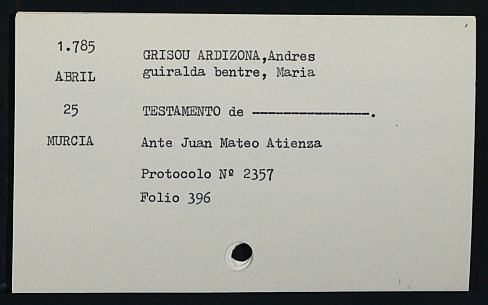 1.785
ABRIL
25
MURCIA
GRISOU ARDIZONA,Andres
guiralda bentre, Maria
TESTAMENTO de ---------------.
Ante Juan Mateo Atienza
Protocolo Nº 2357
Folio 396